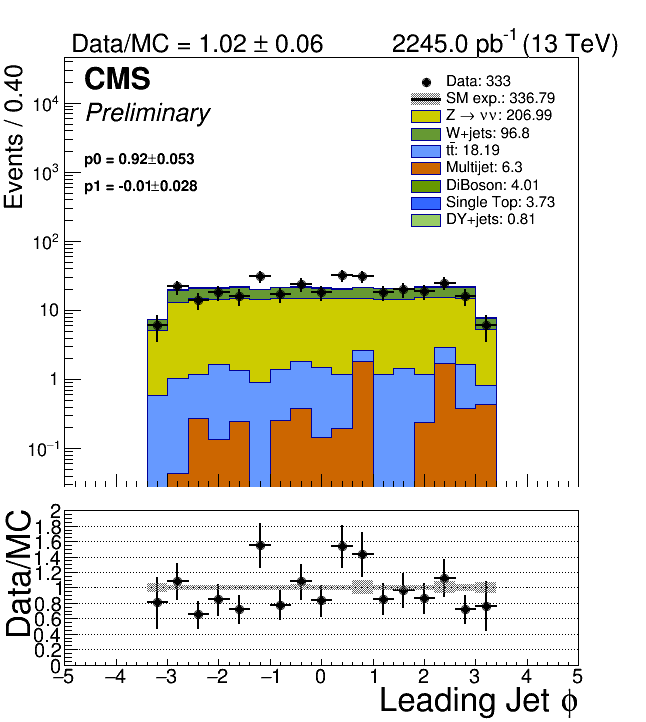 Data/MC = 1.02 ± 0.06 2245.0 pb⁻¹ (13 TeV)
CMS
Preliminary
p0 = 0.92±0.053
p1 = -0.01±0.028
Data: 333
SM exp.: 336.79
Z → νν: 206.99
W+jets: 96.8
tt̄: 18.19
Multijet: 6.3
DiBoson: 4.01
Single Top: 3.73
DY+jets: 0.81
Events / 0.40
10⁴
10³
10²
10
1
10⁻¹
Data/MC
2
1.8
1.6
1.4
1.2
1
0.8
0.6
0.4
0.2
0
−5 −4 −3 −2 −1 0 1 2 3 4 5
Leading Jet ϕ